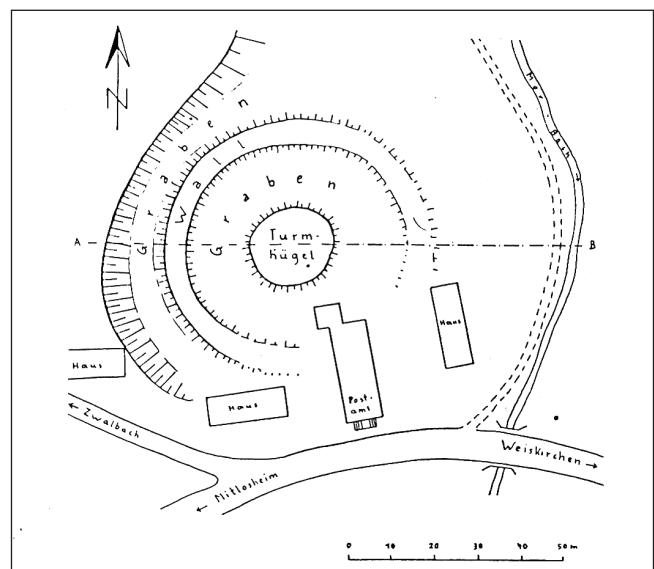 N
Graben
Wall
Graben
Turm-
hügel
A
B
Haus
Haus
Haus
Post-
amt
← Zwalbach
← Mitlosheim
Weiskirchen →
0 10 20 30 40 50 m